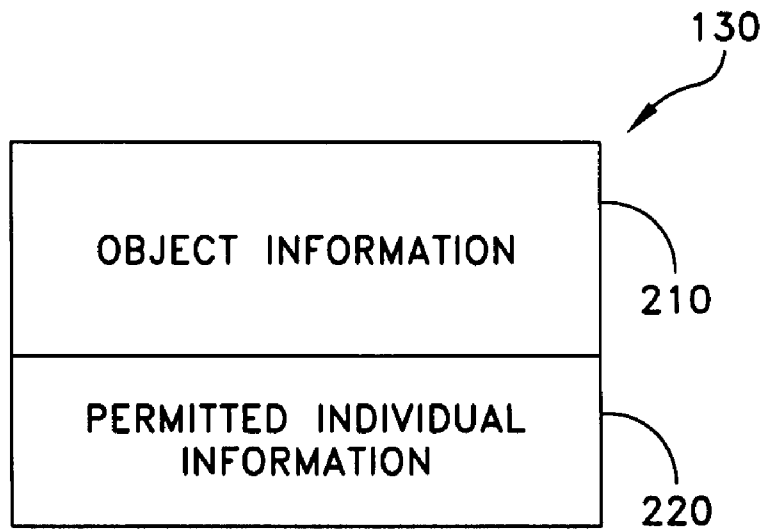 130
OBJECT INFORMATION
210
PERMITTED INDIVIDUAL
INFORMATION
220